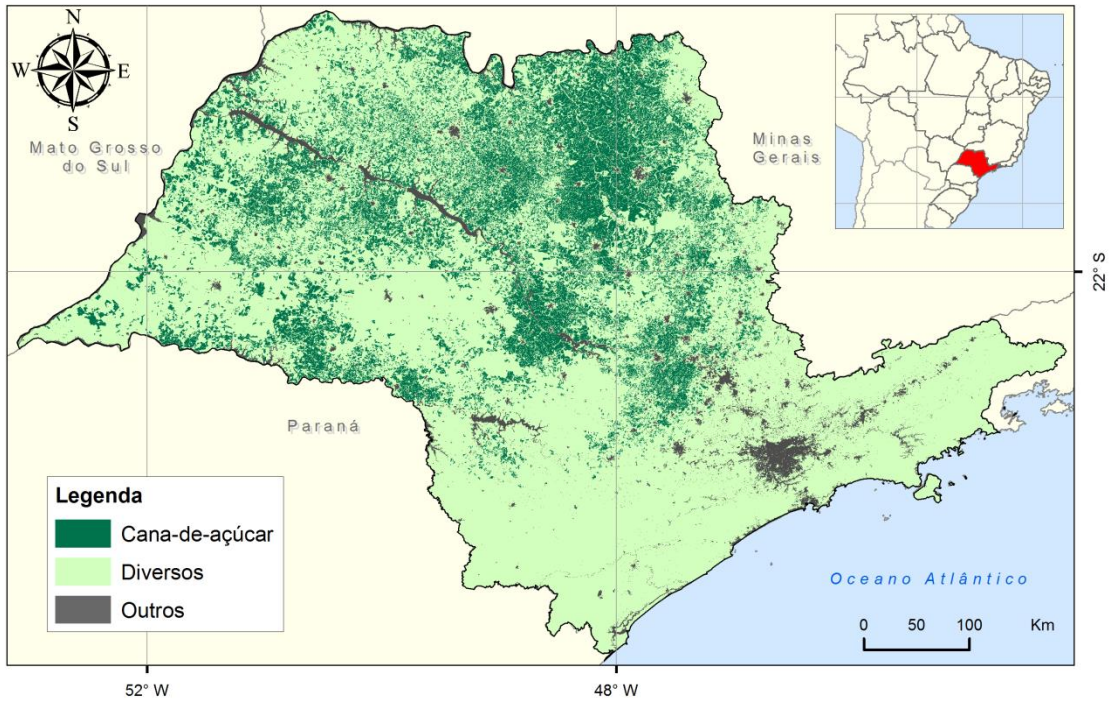 N
W
E
S
Mato Grosso
do Sul
Minas
Gerais
22° S
Paraná
Legenda
Cana-de-açúcar
Diversos
Outros
Oceano Atlântico
0
50
100
Km
52° W
48° W